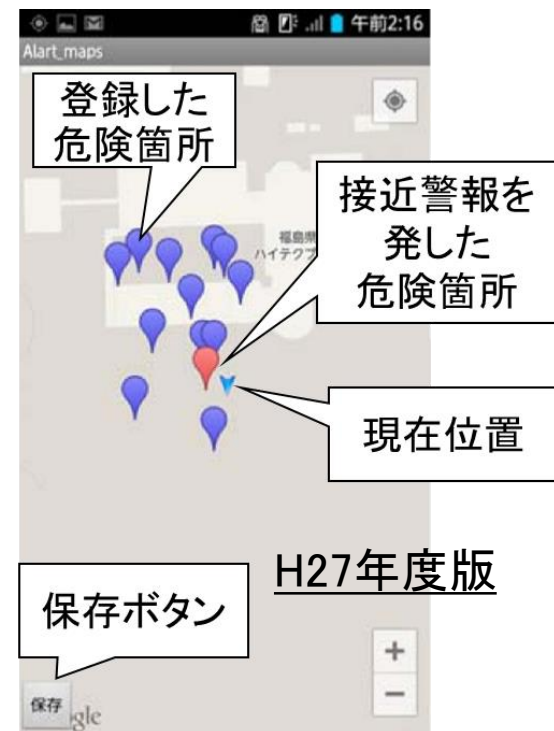 午前2:16
Alart_maps
登録した
危険箇所
接近警報を
発した
危険箇所
福島県
ハイテクプ
現在位置
H27年度版
保存ボタン
+
−
保存
gle